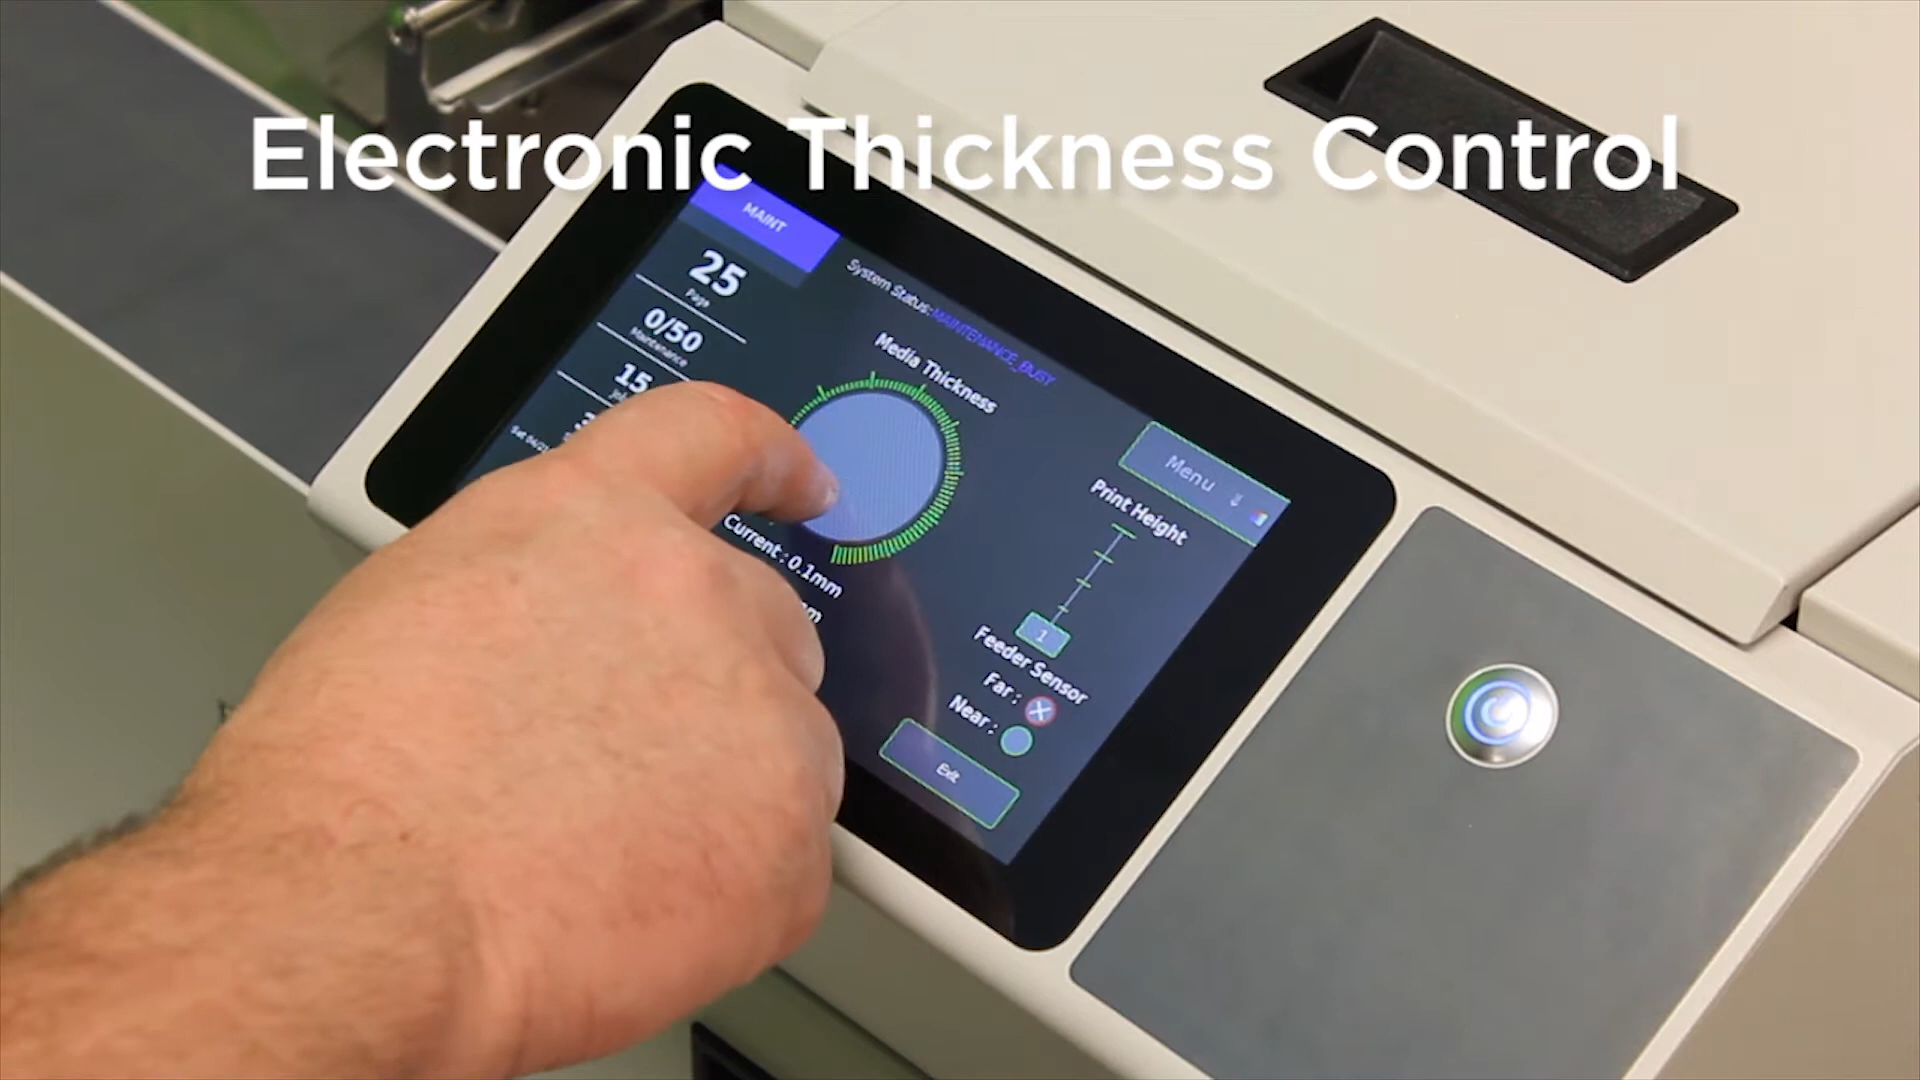 Electronic Thickness Control
MAINT
25
Page
0/50
Maintenance
15
System Status: MAINTENANCE_BUSY
Media Thickness
Current : 0.1mm
Menu
Print Height
1
Feeder Sensor
Far :
Near :
Exit